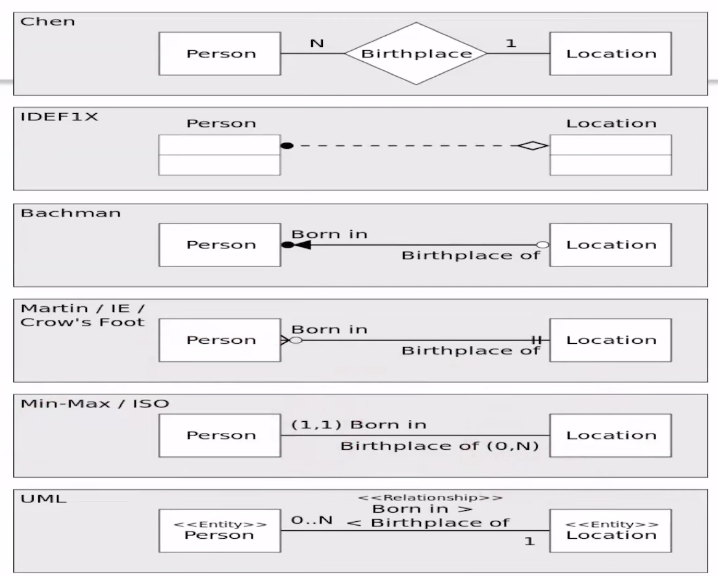 Chen
Person N Birthplace 1 Location
IDEF1X
Person Location
Bachman
Person Born in Location
Birthplace of
Martin / IE /
Crow's Foot
Person Born in Location
Birthplace of
Min-Max / ISO
Person (1,1) Born in Location
Birthplace of (0,N)
UML
<<Relationship>>
Born in >
<<Entity>> 0..N < Birthplace of <<Entity>>
Person 1 Location